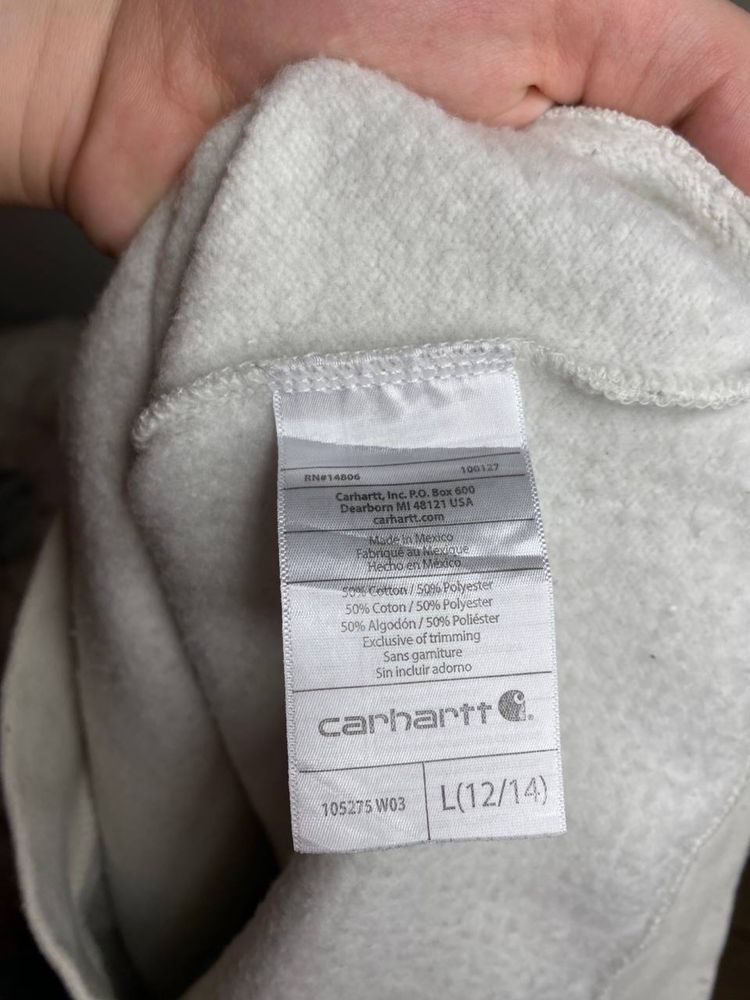 RN#14806 100127
Carhartt, Inc. P.O. Box 600
Dearborn MI 48121 USA
carhartt.com
Made in Mexico
Fabriqué au Mexique
Hecho en México
50% Cotton / 50% Polyester
50% Coton / 50% Polyester
50% Algodón / 50% Poliéster
Exclusive of trimming
Sans garniture
Sin incluir adorno
carhartt
105275 W03 L(12/14)